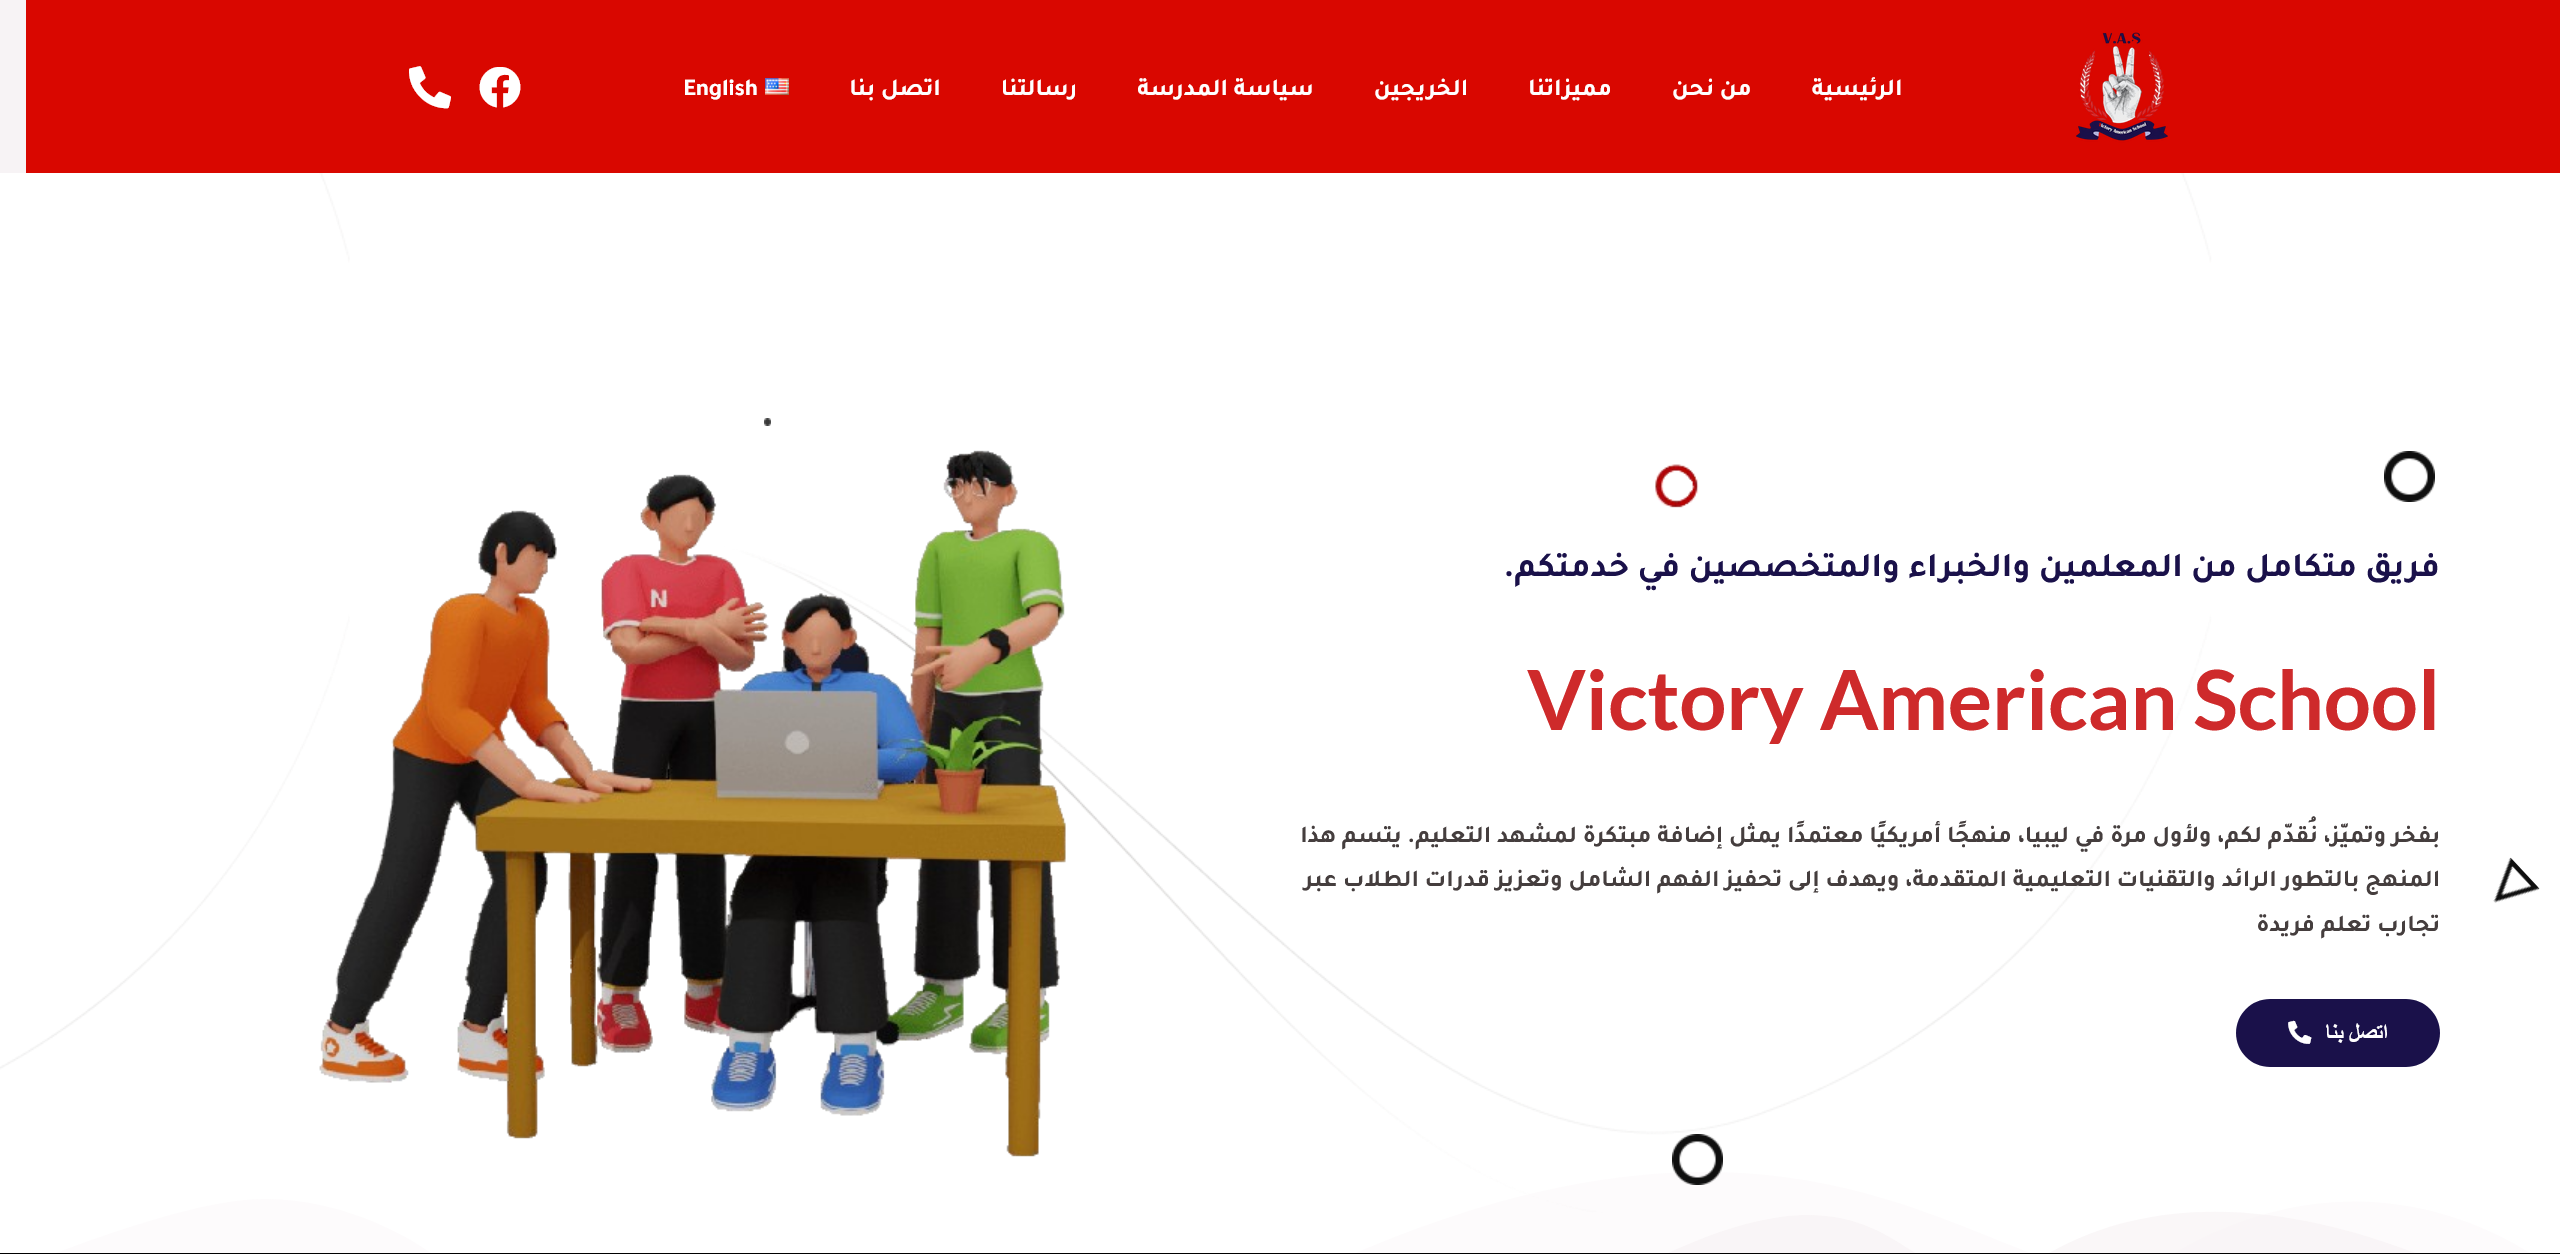 V.A.S
Victory American School
الرئيسية
من نحن
مميزاتنا
الخريجين
سياسة المدرسة
رسالتنا
اتصل بنا
English
فريق متكامل من المعلمين والخبراء والمتخصصين في خدمتكم.
Victory American School
بفخر وتميّز، نُقدّم لكم، ولأول مرة في ليبيا، منهجًا أمريكيًا معتمدًا يمثل إضافة مبتكرة لمشهد التعليم. يتسم هذا
المنهج بالتطور الرائد والتقنيات التعليمية المتقدمة، ويهدف إلى تحفيز الفهم الشامل وتعزيز قدرات الطلاب عبر
تجارب تعلم فريدة
اتصل بنا
N